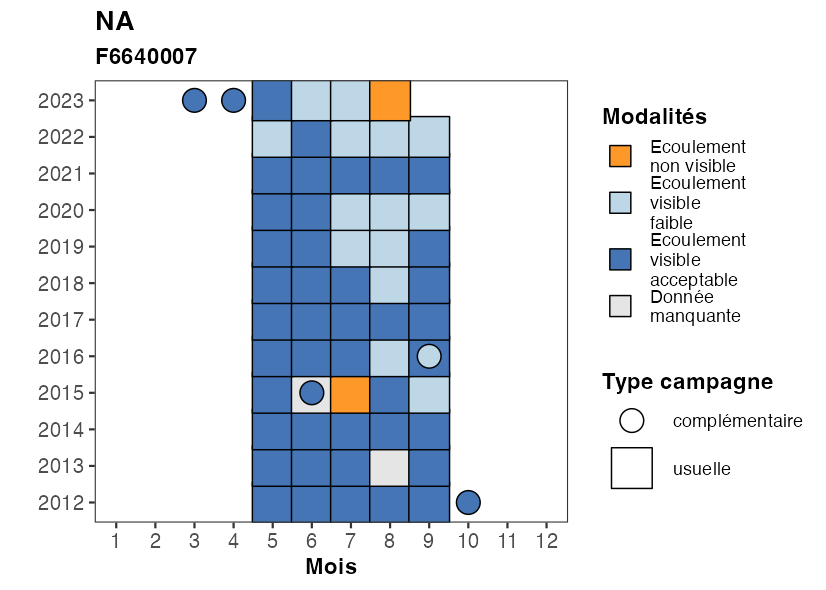 NA
F6640007
2023
2022
2021
2020
2019
2018
2017
2016
2015
2014
2013
2012
1 2 3 4 5 6 7 8 9 10 11 12
Mois
Modalités
Ecoulement
non visible
Ecoulement
visible
faible
Ecoulement
visible
acceptable
Donnée
manquante
Type campagne
complémentaire
usuelle